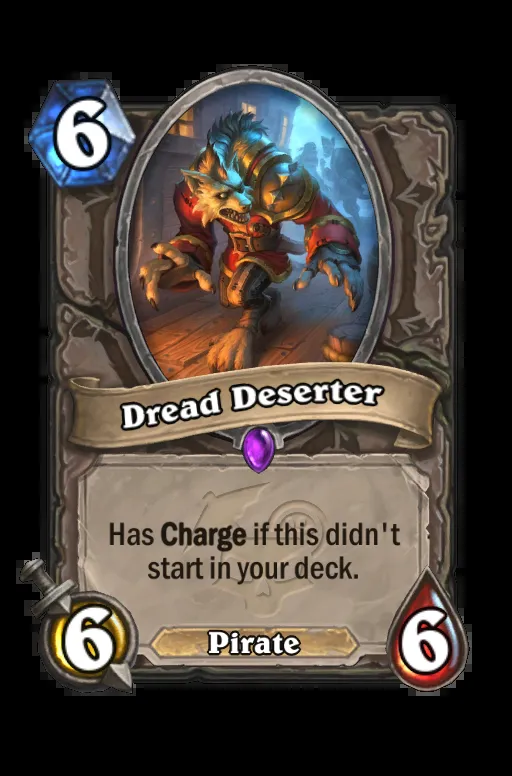 6
Dread Deserter
Has Charge if this didn't
start in your deck.
6
Pirate
6